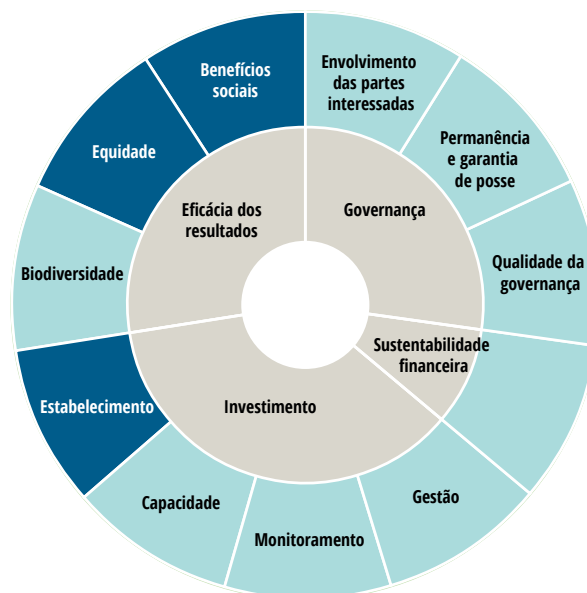 Benefícios
sociais
Envolvimento
das partes
interessadas
Permanência
e garantia
de posse
Equidade
Eficácia dos
resultados
Governança
Biodiversidade
Qualidade da
governança
Sustentabilidade
financeira
Estabelecimento
Investimento
Capacidade
Gestão
Monitoramento